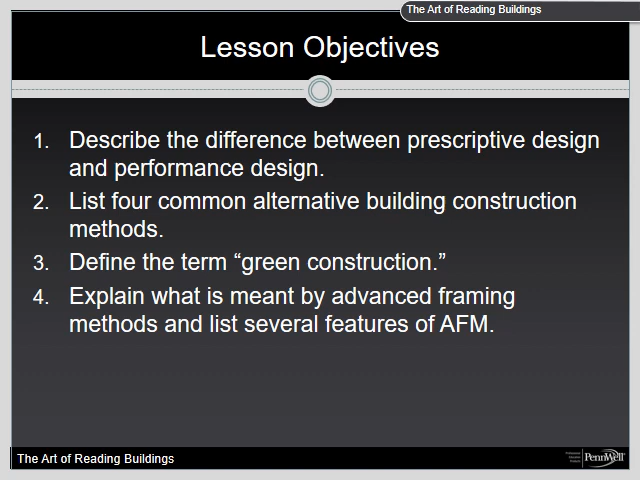 The Art of Reading Buildings
Lesson Objectives
1. Describe the difference between prescriptive design
and performance design.
2. List four common alternative building construction
methods.
3. Define the term “green construction.”
4. Explain what is meant by advanced framing
methods and list several features of AFM.
The Art of Reading Buildings
PennWell